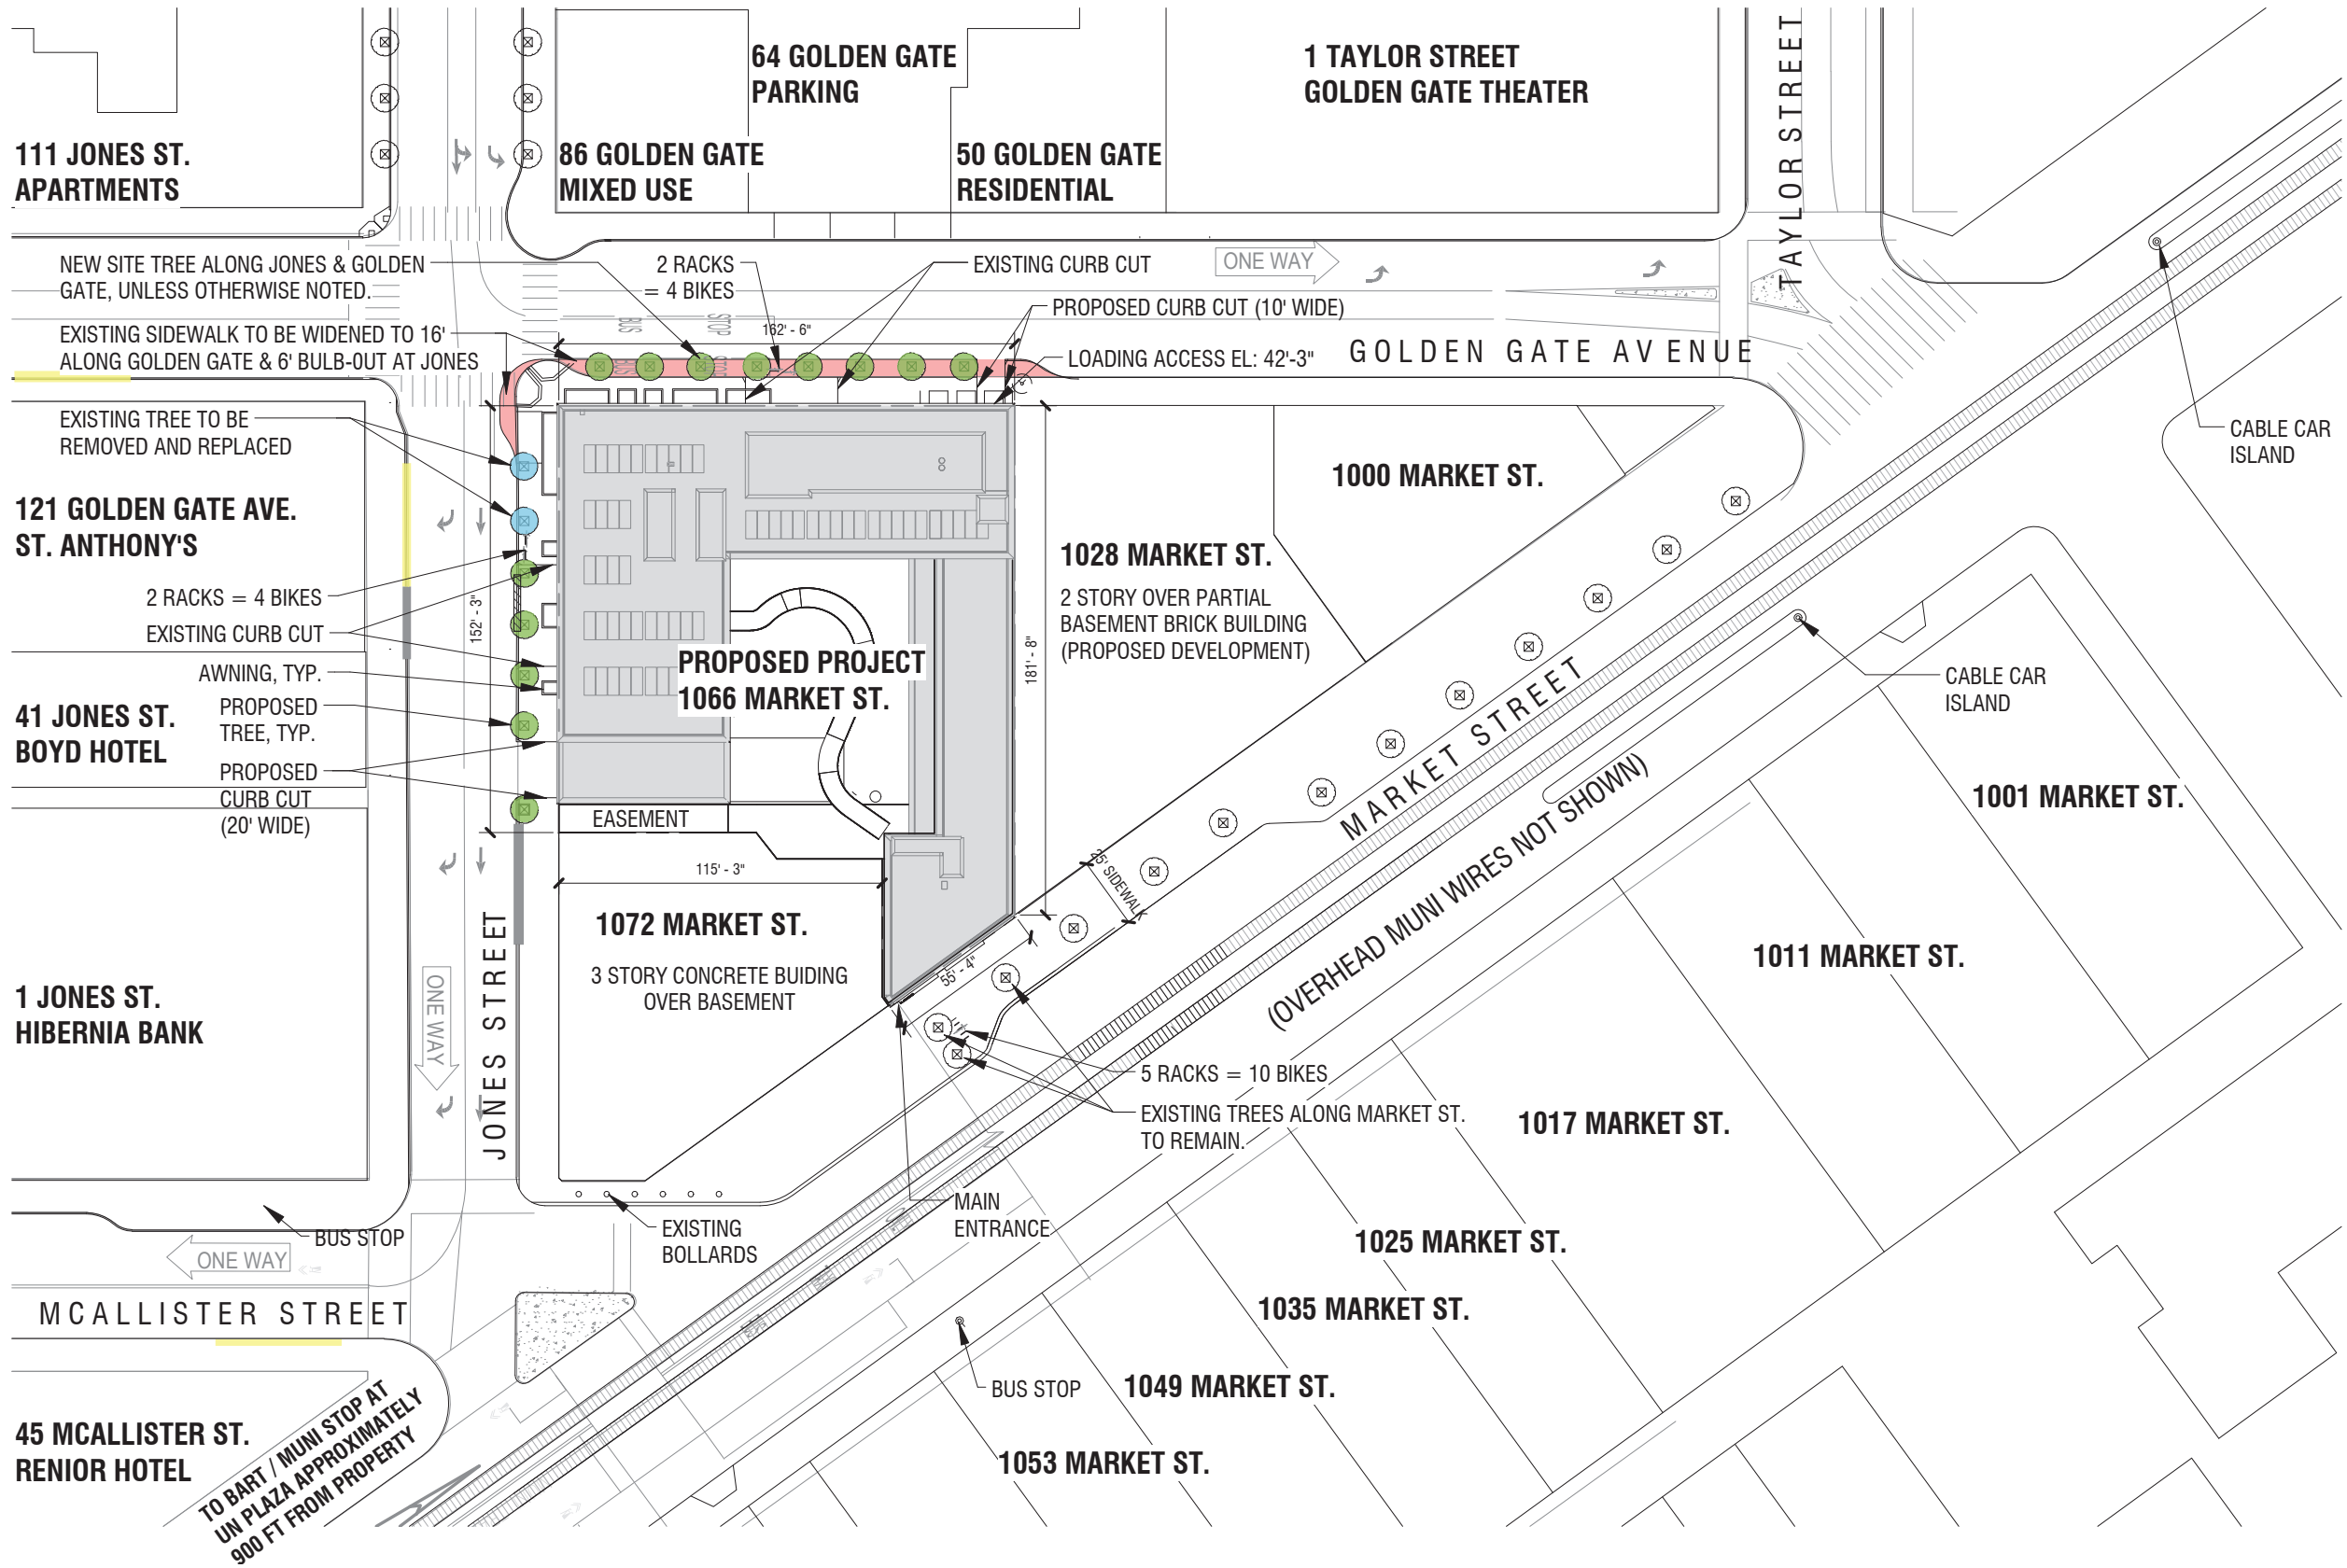 64 GOLDEN GATE
PARKING
1 TAYLOR STREET
GOLDEN GATE THEATER
TAYLOR STREET
111 JONES ST.
APARTMENTS
86 GOLDEN GATE
MIXED USE
50 GOLDEN GATE
RESIDENTIAL
NEW SITE TREE ALONG JONES & GOLDEN
GATE, UNLESS OTHERWISE NOTED.
2 RACKS
= 4 BIKES
EXISTING CURB CUT
ONE WAY
PROPOSED CURB CUT (10' WIDE)
EXISTING SIDEWALK TO BE WIDENED TO 16'
ALONG GOLDEN GATE & 6' BULB-OUT AT JONES
BUS
STOP
162' - 6"
LOADING ACCESS EL: 42'-3"
GOLDEN GATE AVENUE
BUS
STOP
EXISTING TREE TO BE
REMOVED AND REPLACED
CABLE CAR
ISLAND
1000 MARKET ST.
121 GOLDEN GATE AVE.
ST. ANTHONY'S
1028 MARKET ST.
2 STORY OVER PARTIAL
BASEMENT BRICK BUILDING
(PROPOSED DEVELOPMENT)
2 RACKS = 4 BIKES
EXISTING CURB CUT
152' - 3"
181' - 8"
PROPOSED PROJECT
1066 MARKET ST.
AWNING, TYP.
PROPOSED
TREE, TYP.
41 JONES ST.
BOYD HOTEL
PROPOSED
CURB CUT
(20' WIDE)
CABLE CAR
ISLAND
MARKET STREET
(OVERHEAD MUNI WIRES NOT SHOWN)
1001 MARKET ST.
EASEMENT
115' - 3"
25' SIDEWALK
1072 MARKET ST.
3 STORY CONCRETE BUIDING
OVER BASEMENT
55' - 4"
1011 MARKET ST.
1 JONES ST.
HIBERNIA BANK
ONE WAY
JONES STREET
5 RACKS = 10 BIKES
EXISTING TREES ALONG MARKET ST.
TO REMAIN.
1017 MARKET ST.
MAIN
ENTRANCE
EXISTING
BOLLARDS
BUS STOP
ONE WAY
1025 MARKET ST.
MCALLISTER STREET
1035 MARKET ST.
BUS STOP
1049 MARKET ST.
45 MCALLISTER ST.
RENIOR HOTEL
TO BART / MUNI STOP AT
UN PLAZA APPROXIMATELY
900 FT FROM PROPERTY
1053 MARKET ST.